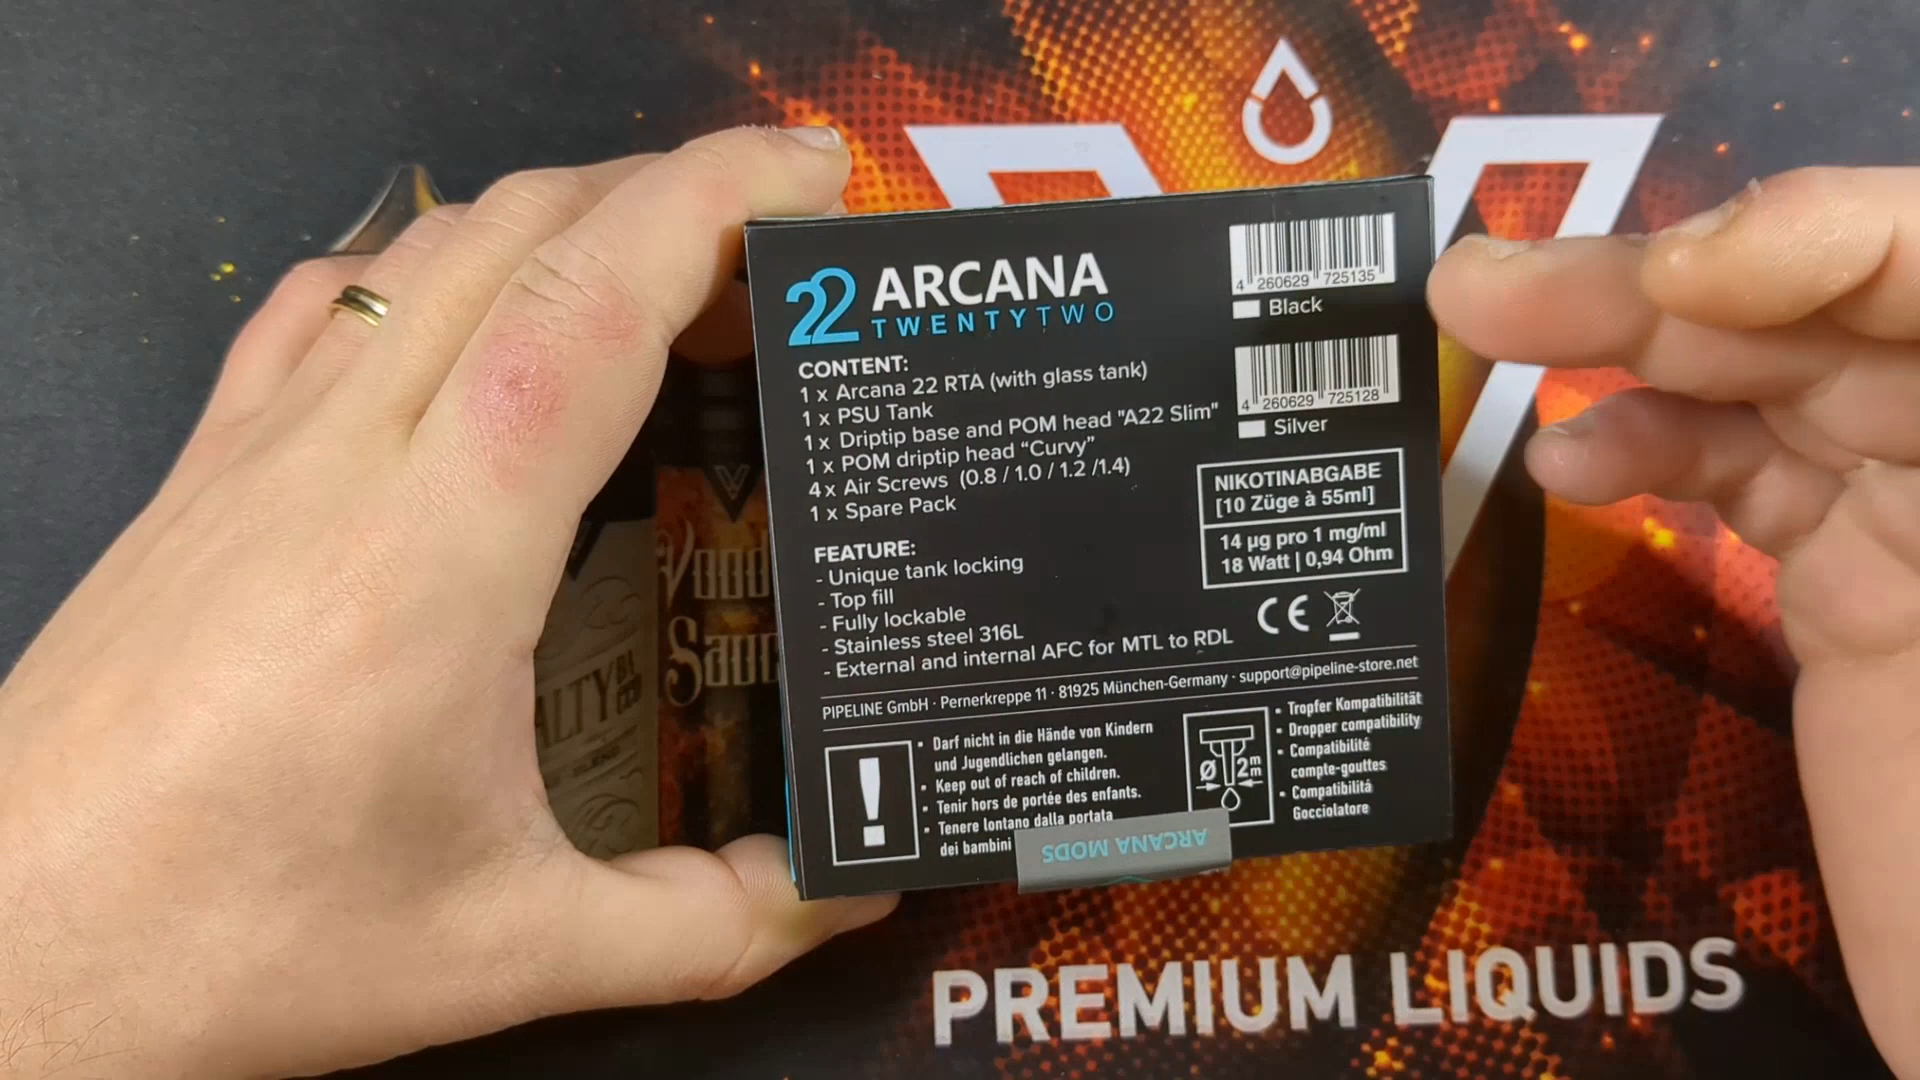 22 ARCANA
TWENTYTWO
CONTENT:
1 x Arcana 22 RTA (with glass tank)
1 x PSU Tank
1 x Driptip base and POM head "A22 Slim"
1 x POM driptip head “Curvy”
4x Air Screws (0.8 / 1.0 / 1.2 /1.4)
1 x Spare Pack
FEATURE:
- Unique tank locking
- Top fill
- Fully lockable
- Stainless steel 316L
- External and internal AFC for MTL to RDL
4 260629 725135
Black
4 260629 725128
Silver
NIKOTINABGABE
[10 Züge à 55ml]
14 µg pro 1 mg/ml
18 Watt | 0,94 Ohm
CE
PIPELINE GmbH · Pernerkreppe 11 · 81925 München-Germany · support@pipeline-store.net
!
• Darf nicht in die Hände von Kindern
und Jugendlichen gelangen.
• Keep out of reach of children.
• Tenir hors de portée des enfants.
• Tenere lontano dalla portata
dei bambini
Ø 2mm
• Tropfer Kompatibilität
• Dropper compatibility
• Compatibilité
compte-gouttes
• Compatibilitá
Gocciolatore
ARCANA MODS
Sauc
PREMIUM LIQUIDS